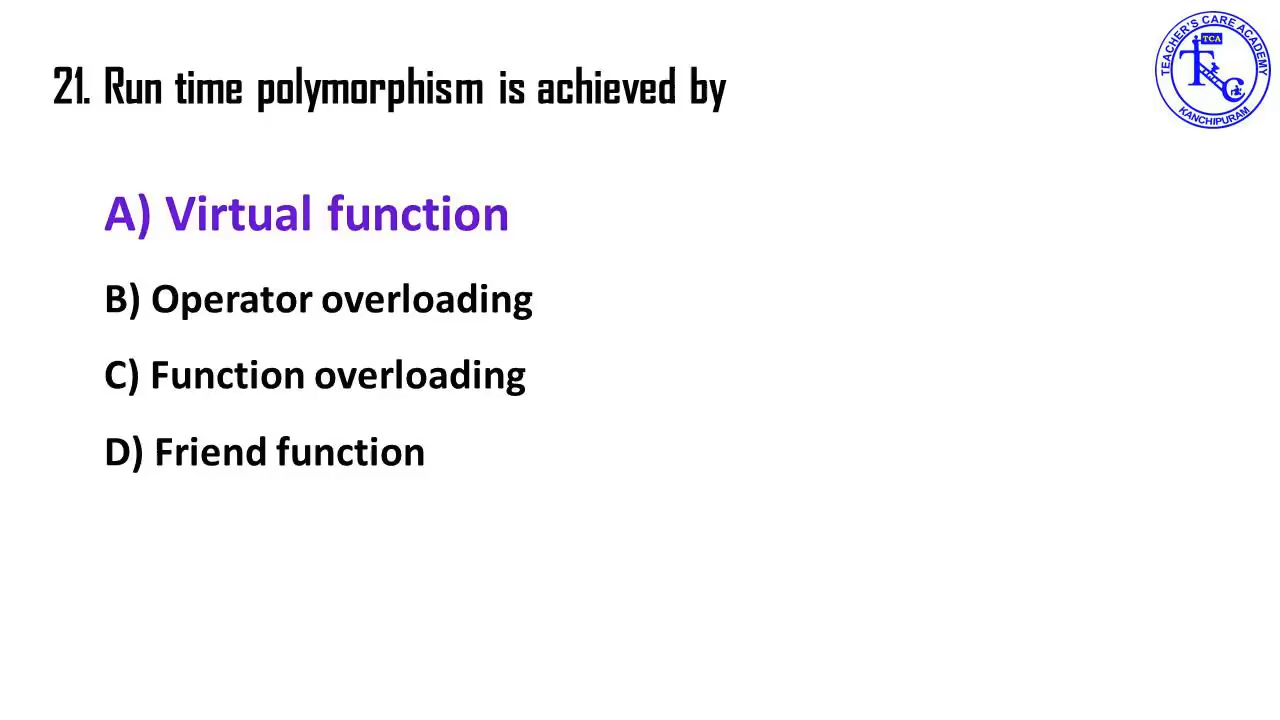 21. Run time polymorphism is achieved by
A) Virtual function
B) Operator overloading
C) Function overloading
D) Friend function
TEACHER'S CARE ACADEMY
TCA
KANCHIPURAM